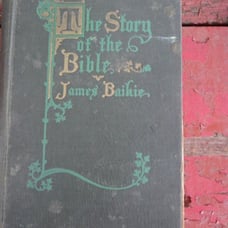 The Story
of the
Bible
James Baikie